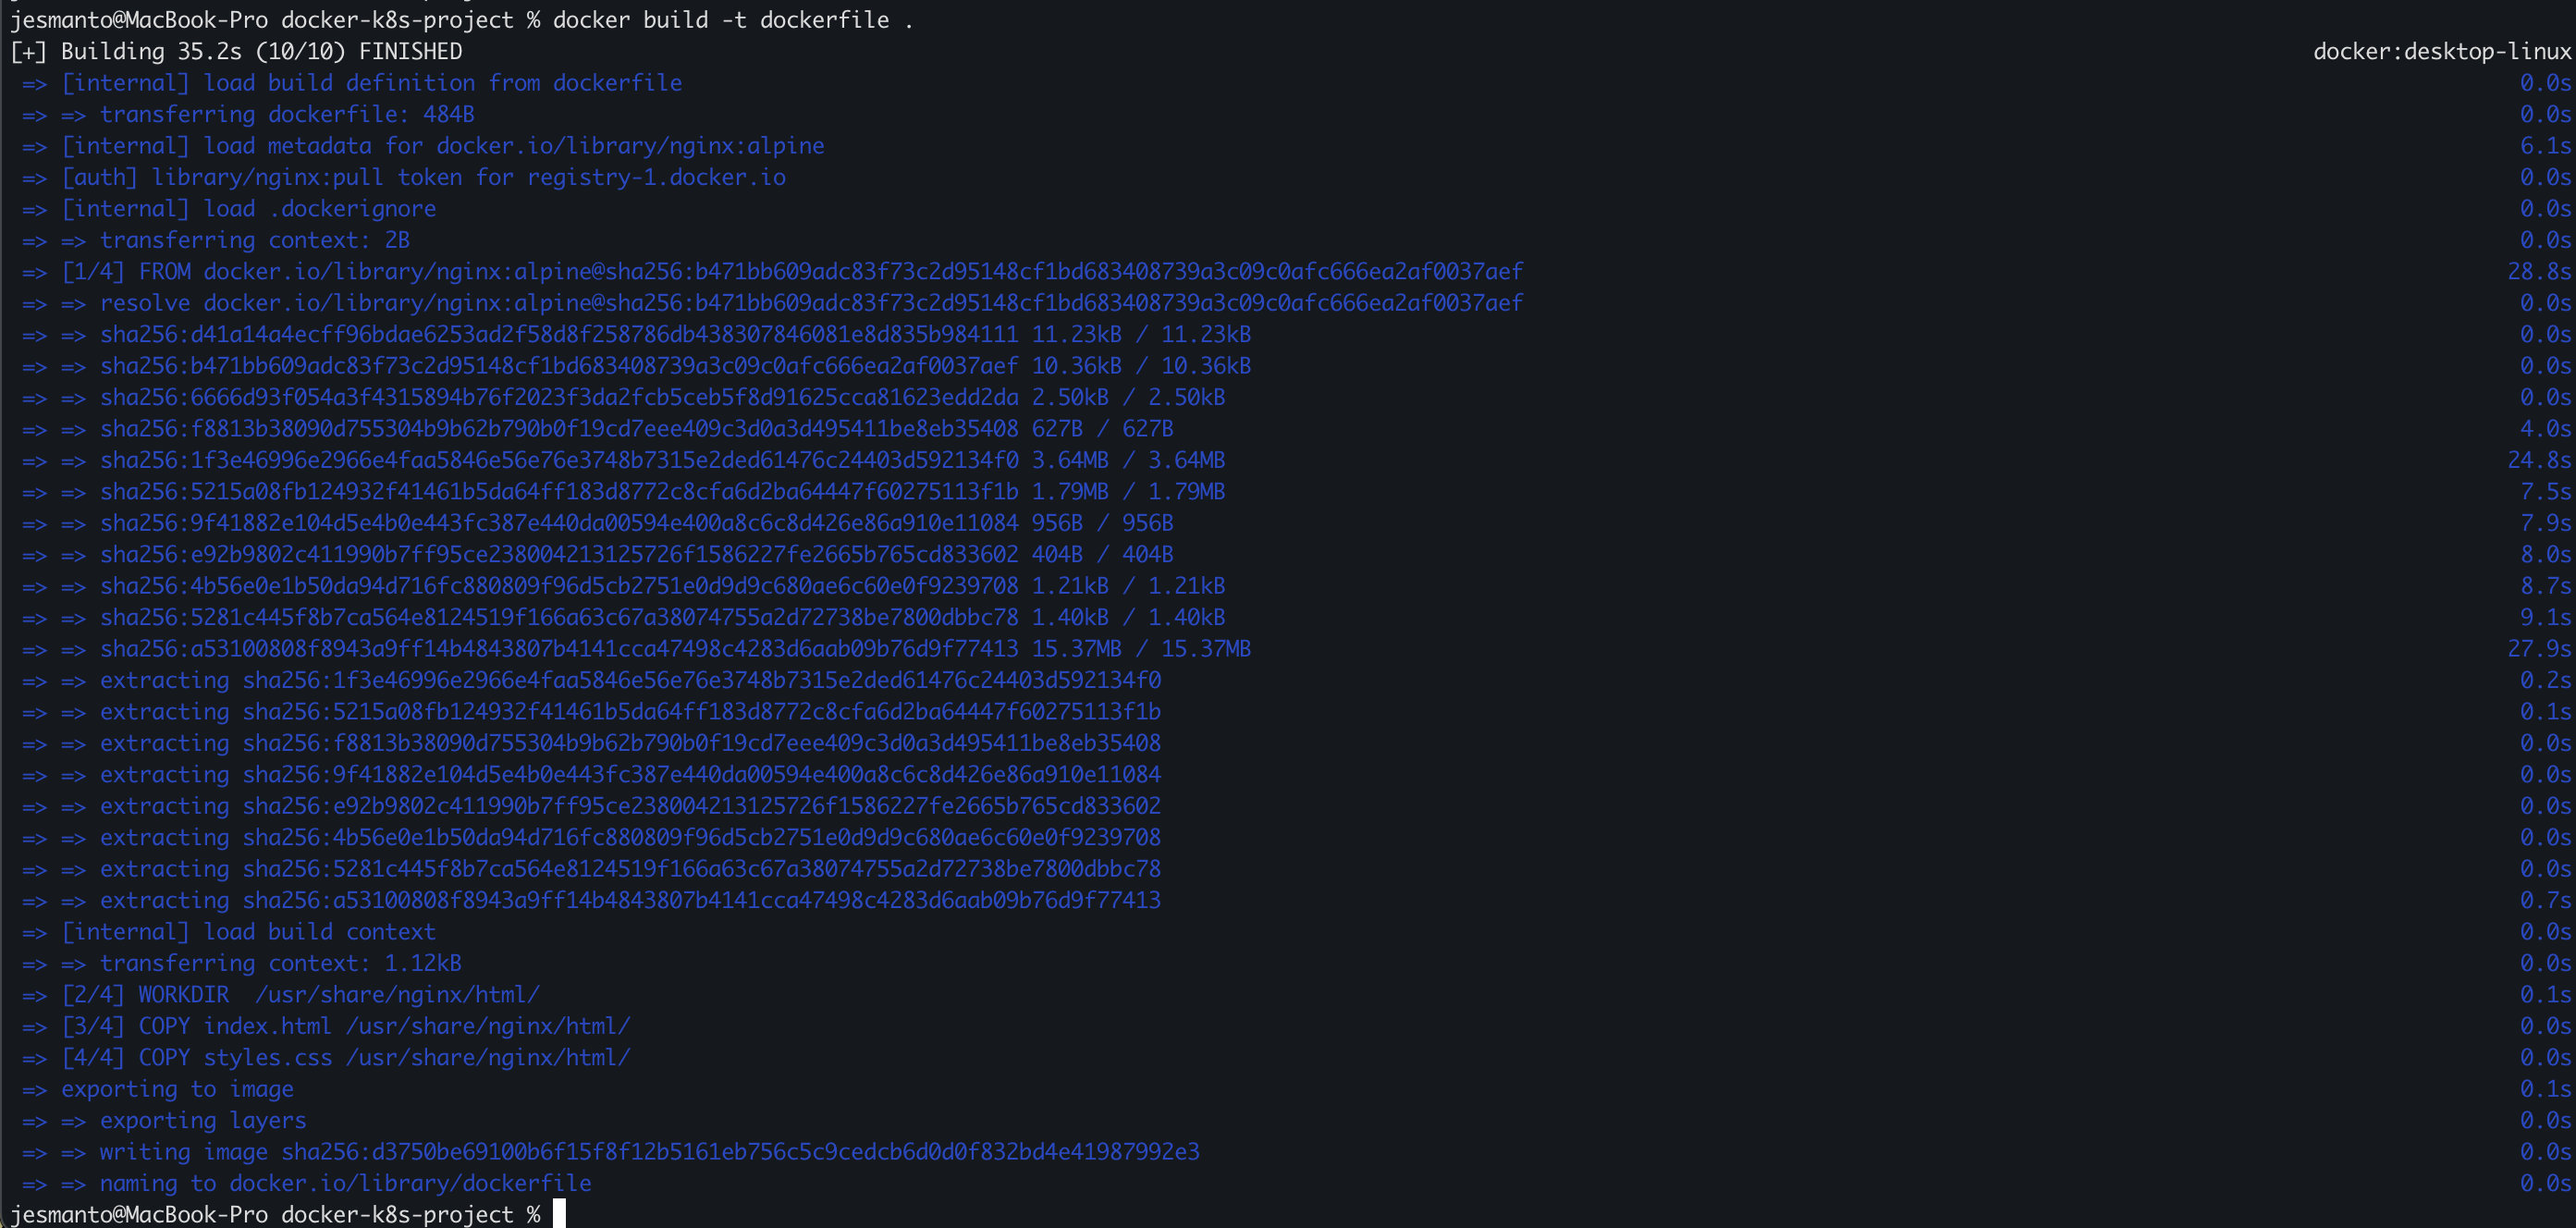 jesmanto@MacBook-Pro docker-k8s-project % docker build -t dockerfile .
[+] Building 35.2s (10/10) FINISHED docker:desktop-linux
=> [internal] load build definition from dockerfile 0.0s
=> => transferring dockerfile: 484B 0.0s
=> [internal] load metadata for docker.io/library/nginx:alpine 6.1s
=> [auth] library/nginx:pull token for registry-1.docker.io 0.0s
=> [internal] load .dockerignore 0.0s
=> => transferring context: 2B 0.0s
=> [1/4] FROM docker.io/library/nginx:alpine@sha256:b471bb609adc83f73c2d95148cf1bd683408739a3c09c0afc666ea2af0037aef 28.8s
=> => resolve docker.io/library/nginx:alpine@sha256:b471bb609adc83f73c2d95148cf1bd683408739a3c09c0afc666ea2af0037aef 0.0s
=> => sha256:d41a14a4ecff96bdae6253ad2f58d8f258786db438307846081e8d835b984111 11.23kB / 11.23kB 0.0s
=> => sha256:b471bb609adc83f73c2d95148cf1bd683408739a3c09c0afc666ea2af0037aef 10.36kB / 10.36kB 0.0s
=> => sha256:6666d93f054a3f4315894b76f2023f3da2fcb5ceb5f8d91625cca81623edd2da 2.50kB / 2.50kB 0.0s
=> => sha256:f8813b38090d755304b9b62b790b0f19cd7eee409c3d0a3d495411be8eb35408 627B / 627B 4.0s
=> => sha256:1f3e46996e2966e4faa5846e56e76e3748b7315e2ded61476c24403d592134f0 3.64MB / 3.64MB 24.8s
=> => sha256:5215a08fb124932f41461b5da64ff183d8772c8cfa6d2ba64447f60275113f1b 1.79MB / 1.79MB 7.5s
=> => sha256:9f41882e104d5e4b0e443fc387e440da00594e400a8c6c8d426e86a910e11084 956B / 956B 7.9s
=> => sha256:e92b9802c411990b7ff95ce238004213125726f1586227fe2665b765cd833602 404B / 404B 8.0s
=> => sha256:4b56e0e1b50da94d716fc880809f96d5cb2751e0d9d9c680ae6c60e0f9239708 1.21kB / 1.21kB 8.7s
=> => sha256:5281c445f8b7ca564e8124519f166a63c67a38074755a2d72738be7800dbbc78 1.40kB / 1.40kB 9.1s
=> => sha256:a53100808f8943a9ff14b4843807b4141cca47498c4283d6aab09b76d9f77413 15.37MB / 15.37MB 27.9s
=> => extracting sha256:1f3e46996e2966e4faa5846e56e76e3748b7315e2ded61476c24403d592134f0 0.2s
=> => extracting sha256:5215a08fb124932f41461b5da64ff183d8772c8cfa6d2ba64447f60275113f1b 0.1s
=> => extracting sha256:f8813b38090d755304b9b62b790b0f19cd7eee409c3d0a3d495411be8eb35408 0.0s
=> => extracting sha256:9f41882e104d5e4b0e443fc387e440da00594e400a8c6c8d426e86a910e11084 0.0s
=> => extracting sha256:e92b9802c411990b7ff95ce238004213125726f1586227fe2665b765cd833602 0.0s
=> => extracting sha256:4b56e0e1b50da94d716fc880809f96d5cb2751e0d9d9c680ae6c60e0f9239708 0.0s
=> => extracting sha256:5281c445f8b7ca564e8124519f166a63c67a38074755a2d72738be7800dbbc78 0.0s
=> => extracting sha256:a53100808f8943a9ff14b4843807b4141cca47498c4283d6aab09b76d9f77413 0.7s
=> [internal] load build context 0.0s
=> => transferring context: 1.12kB 0.0s
=> [2/4] WORKDIR  /usr/share/nginx/html/ 0.1s
=> [3/4] COPY index.html /usr/share/nginx/html/ 0.0s
=> [4/4] COPY styles.css /usr/share/nginx/html/ 0.0s
=> exporting to image 0.1s
=> => exporting layers 0.0s
=> => writing image sha256:d3750be69100b6f15f8f12b5161eb756c5c9cedcb6d0d0f832bd4e41987992e3 0.0s
=> => naming to docker.io/library/dockerfile 0.0s
jesmanto@MacBook-Pro docker-k8s-project %